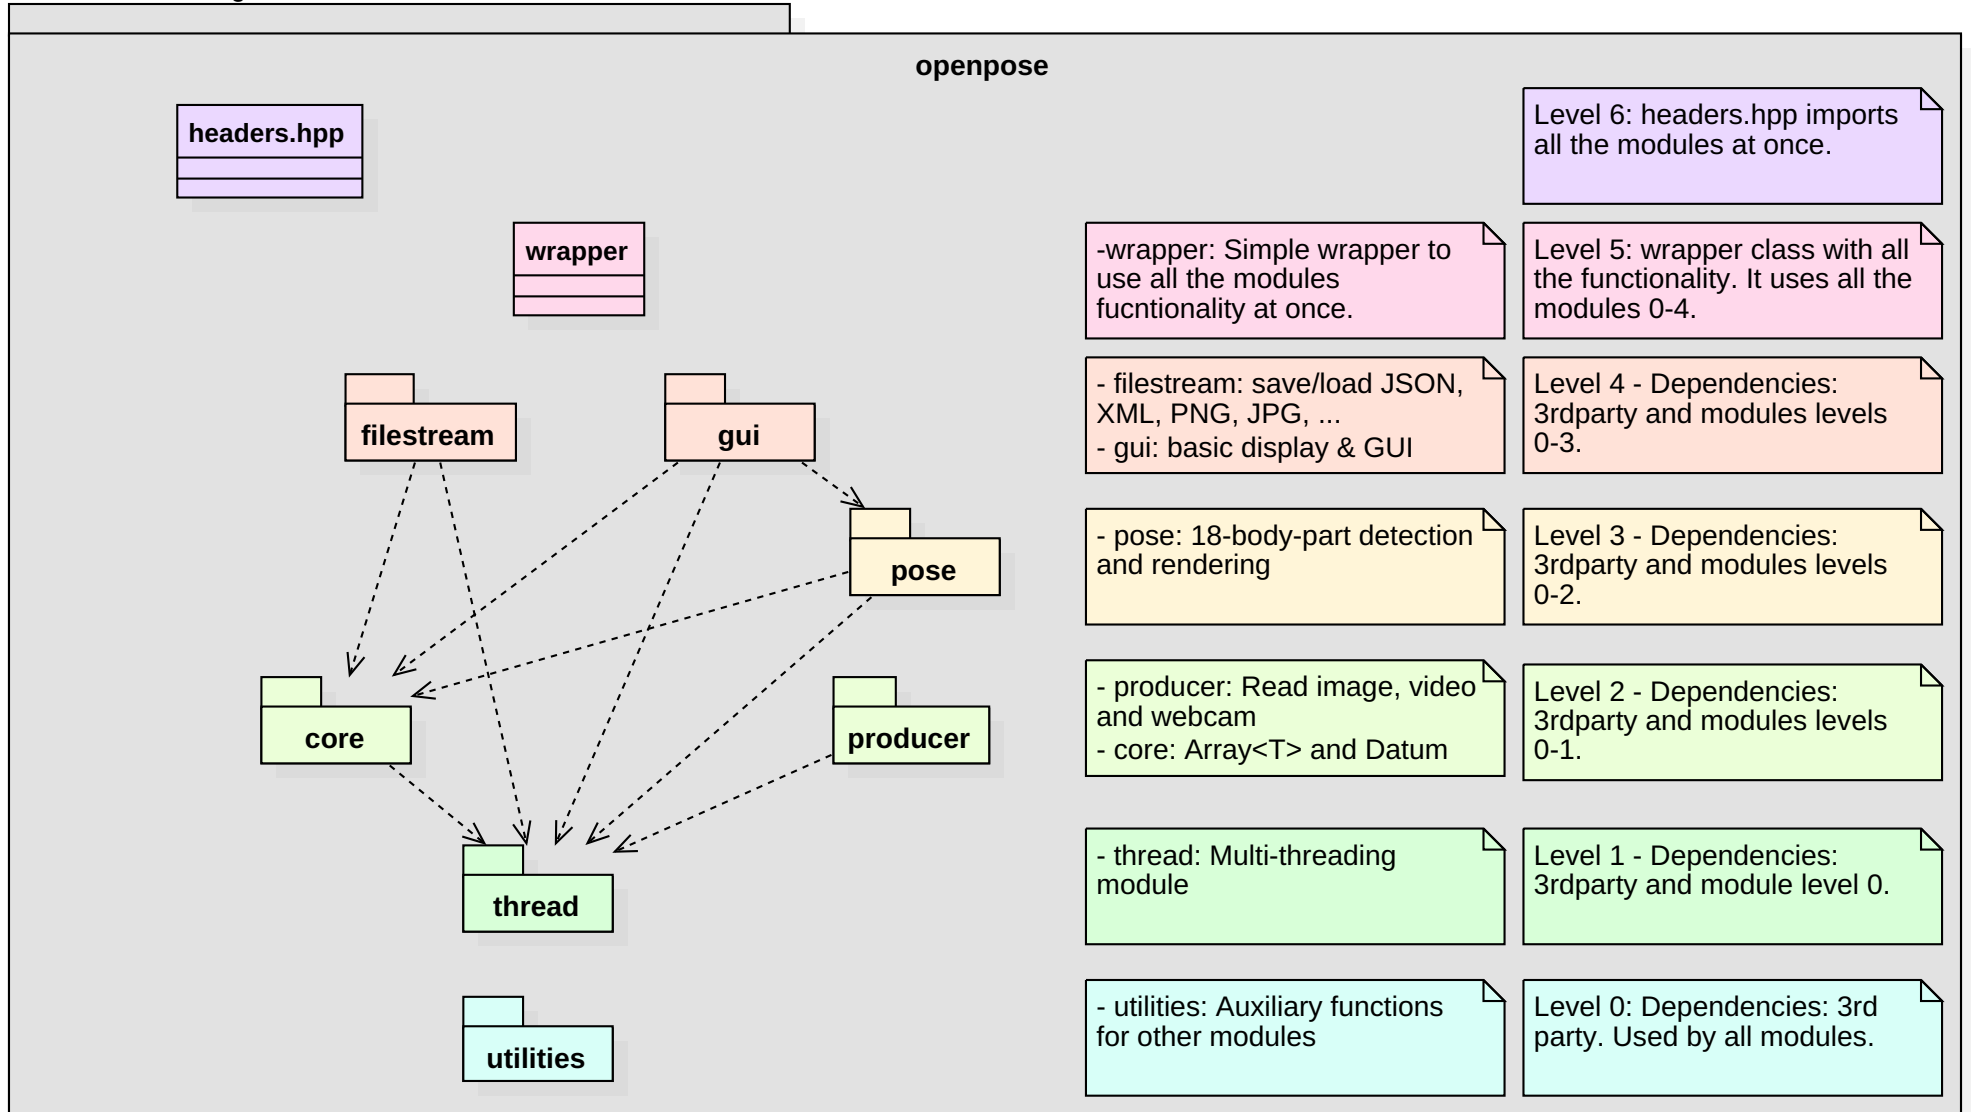 openpose
headers.hpp
Level 6: headers.hpp imports
all the modules at once.
wrapper
-wrapper: Simple wrapper to
use all the modules
fucntionality at once.
Level 5: wrapper class with all
the functionality. It uses all the
modules 0-4.
filestream
gui
- filestream: save/load JSON,
XML, PNG, JPG, ...
- gui: basic display & GUI
Level 4 - Dependencies:
3rdparty and modules levels
0-3.
pose
- pose: 18-body-part detection
and rendering
Level 3 - Dependencies:
3rdparty and modules levels
0-2.
core
producer
- producer: Read image, video
and webcam
- core: Array<T> and Datum
Level 2 - Dependencies:
3rdparty and modules levels
0-1.
thread
- thread: Multi-threading
module
Level 1 - Dependencies:
3rdparty and module level 0.
utilities
- utilities: Auxiliary functions
for other modules
Level 0: Dependencies: 3rd
party. Used by all modules.